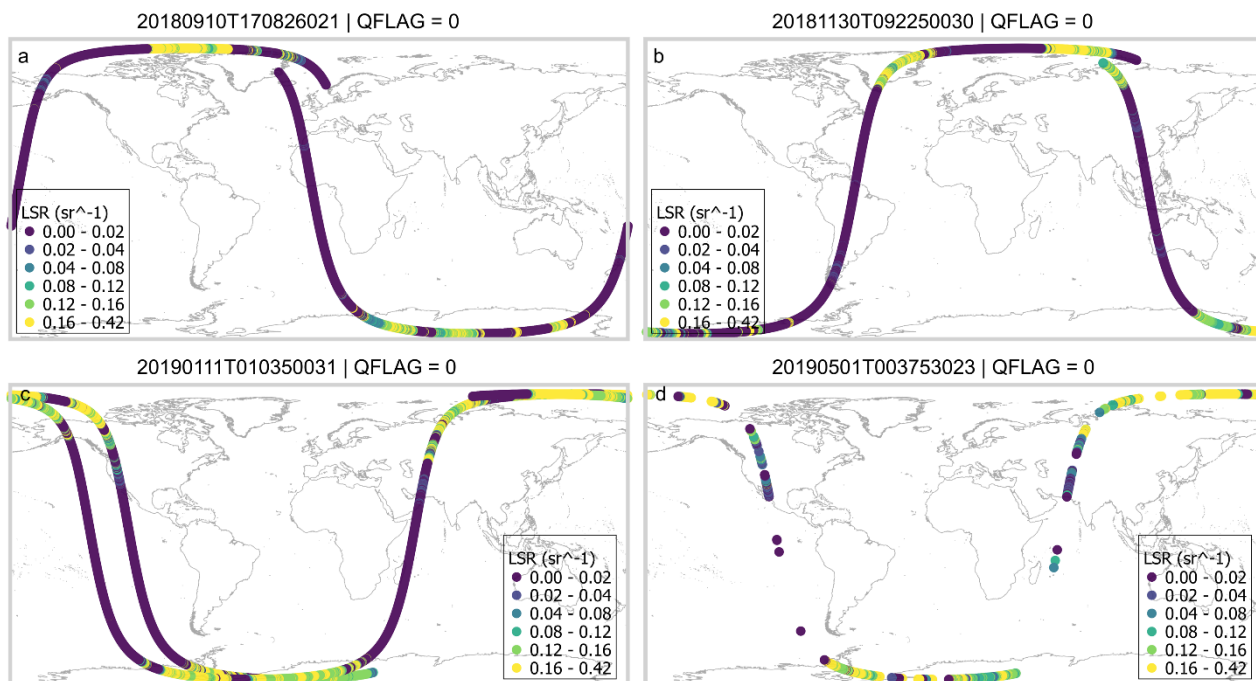 20180910T170826021 | QFLAG = 0
20181130T092250030 | QFLAG = 0
a
LSR (sr^-1)
0.00 - 0.02
0.02 - 0.04
0.04 - 0.08
0.08 - 0.12
0.12 - 0.16
0.16 - 0.42
b
LSR (sr^-1)
0.00 - 0.02
0.02 - 0.04
0.04 - 0.08
0.08 - 0.12
0.12 - 0.16
0.16 - 0.42
20190111T010350031 | QFLAG = 0
20190501T003753023 | QFLAG = 0
c
LSR (sr^-1)
0.00 - 0.02
0.02 - 0.04
0.04 - 0.08
0.08 - 0.12
0.12 - 0.16
0.16 - 0.42
d
LSR (sr^-1)
0.00 - 0.02
0.02 - 0.04
0.04 - 0.08
0.08 - 0.12
0.12 - 0.16
0.16 - 0.42